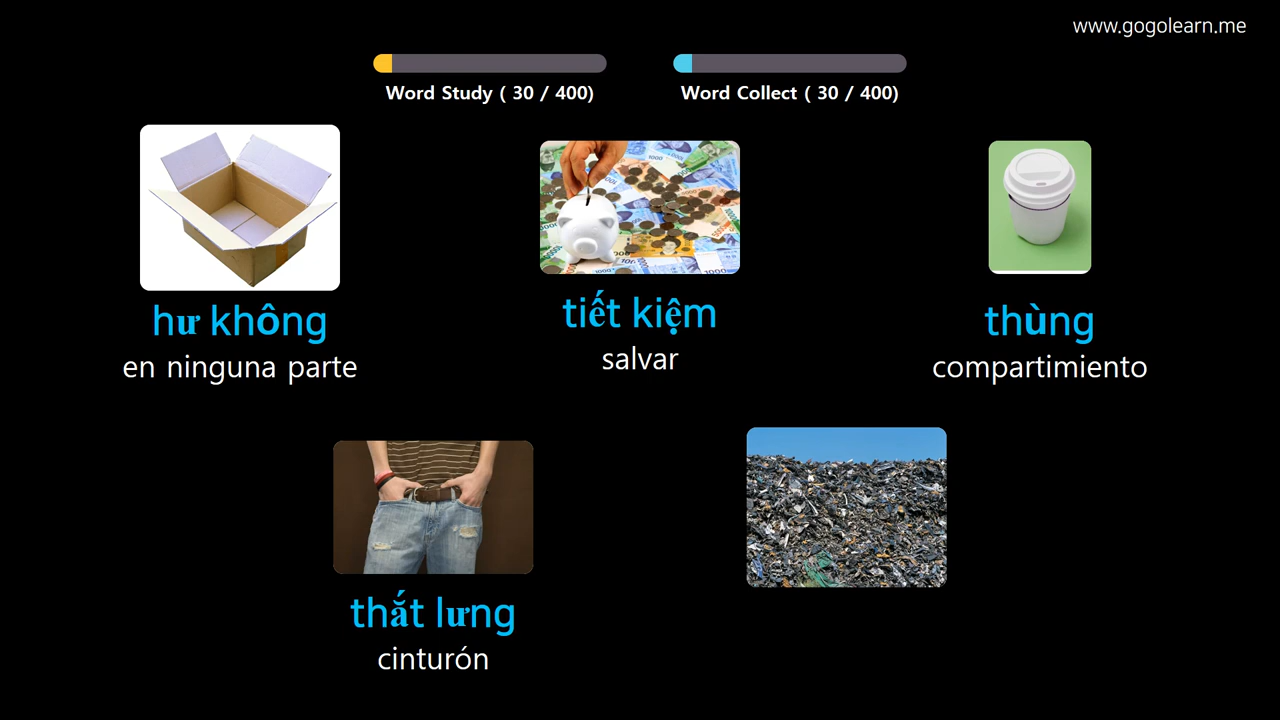 www.gogolearn.me
Word Study ( 30 / 400)
Word Collect ( 30 / 400)
hư không
en ninguna parte
tiết kiệm
salvar
thùng
compartimiento
thắt lưng
cinturón